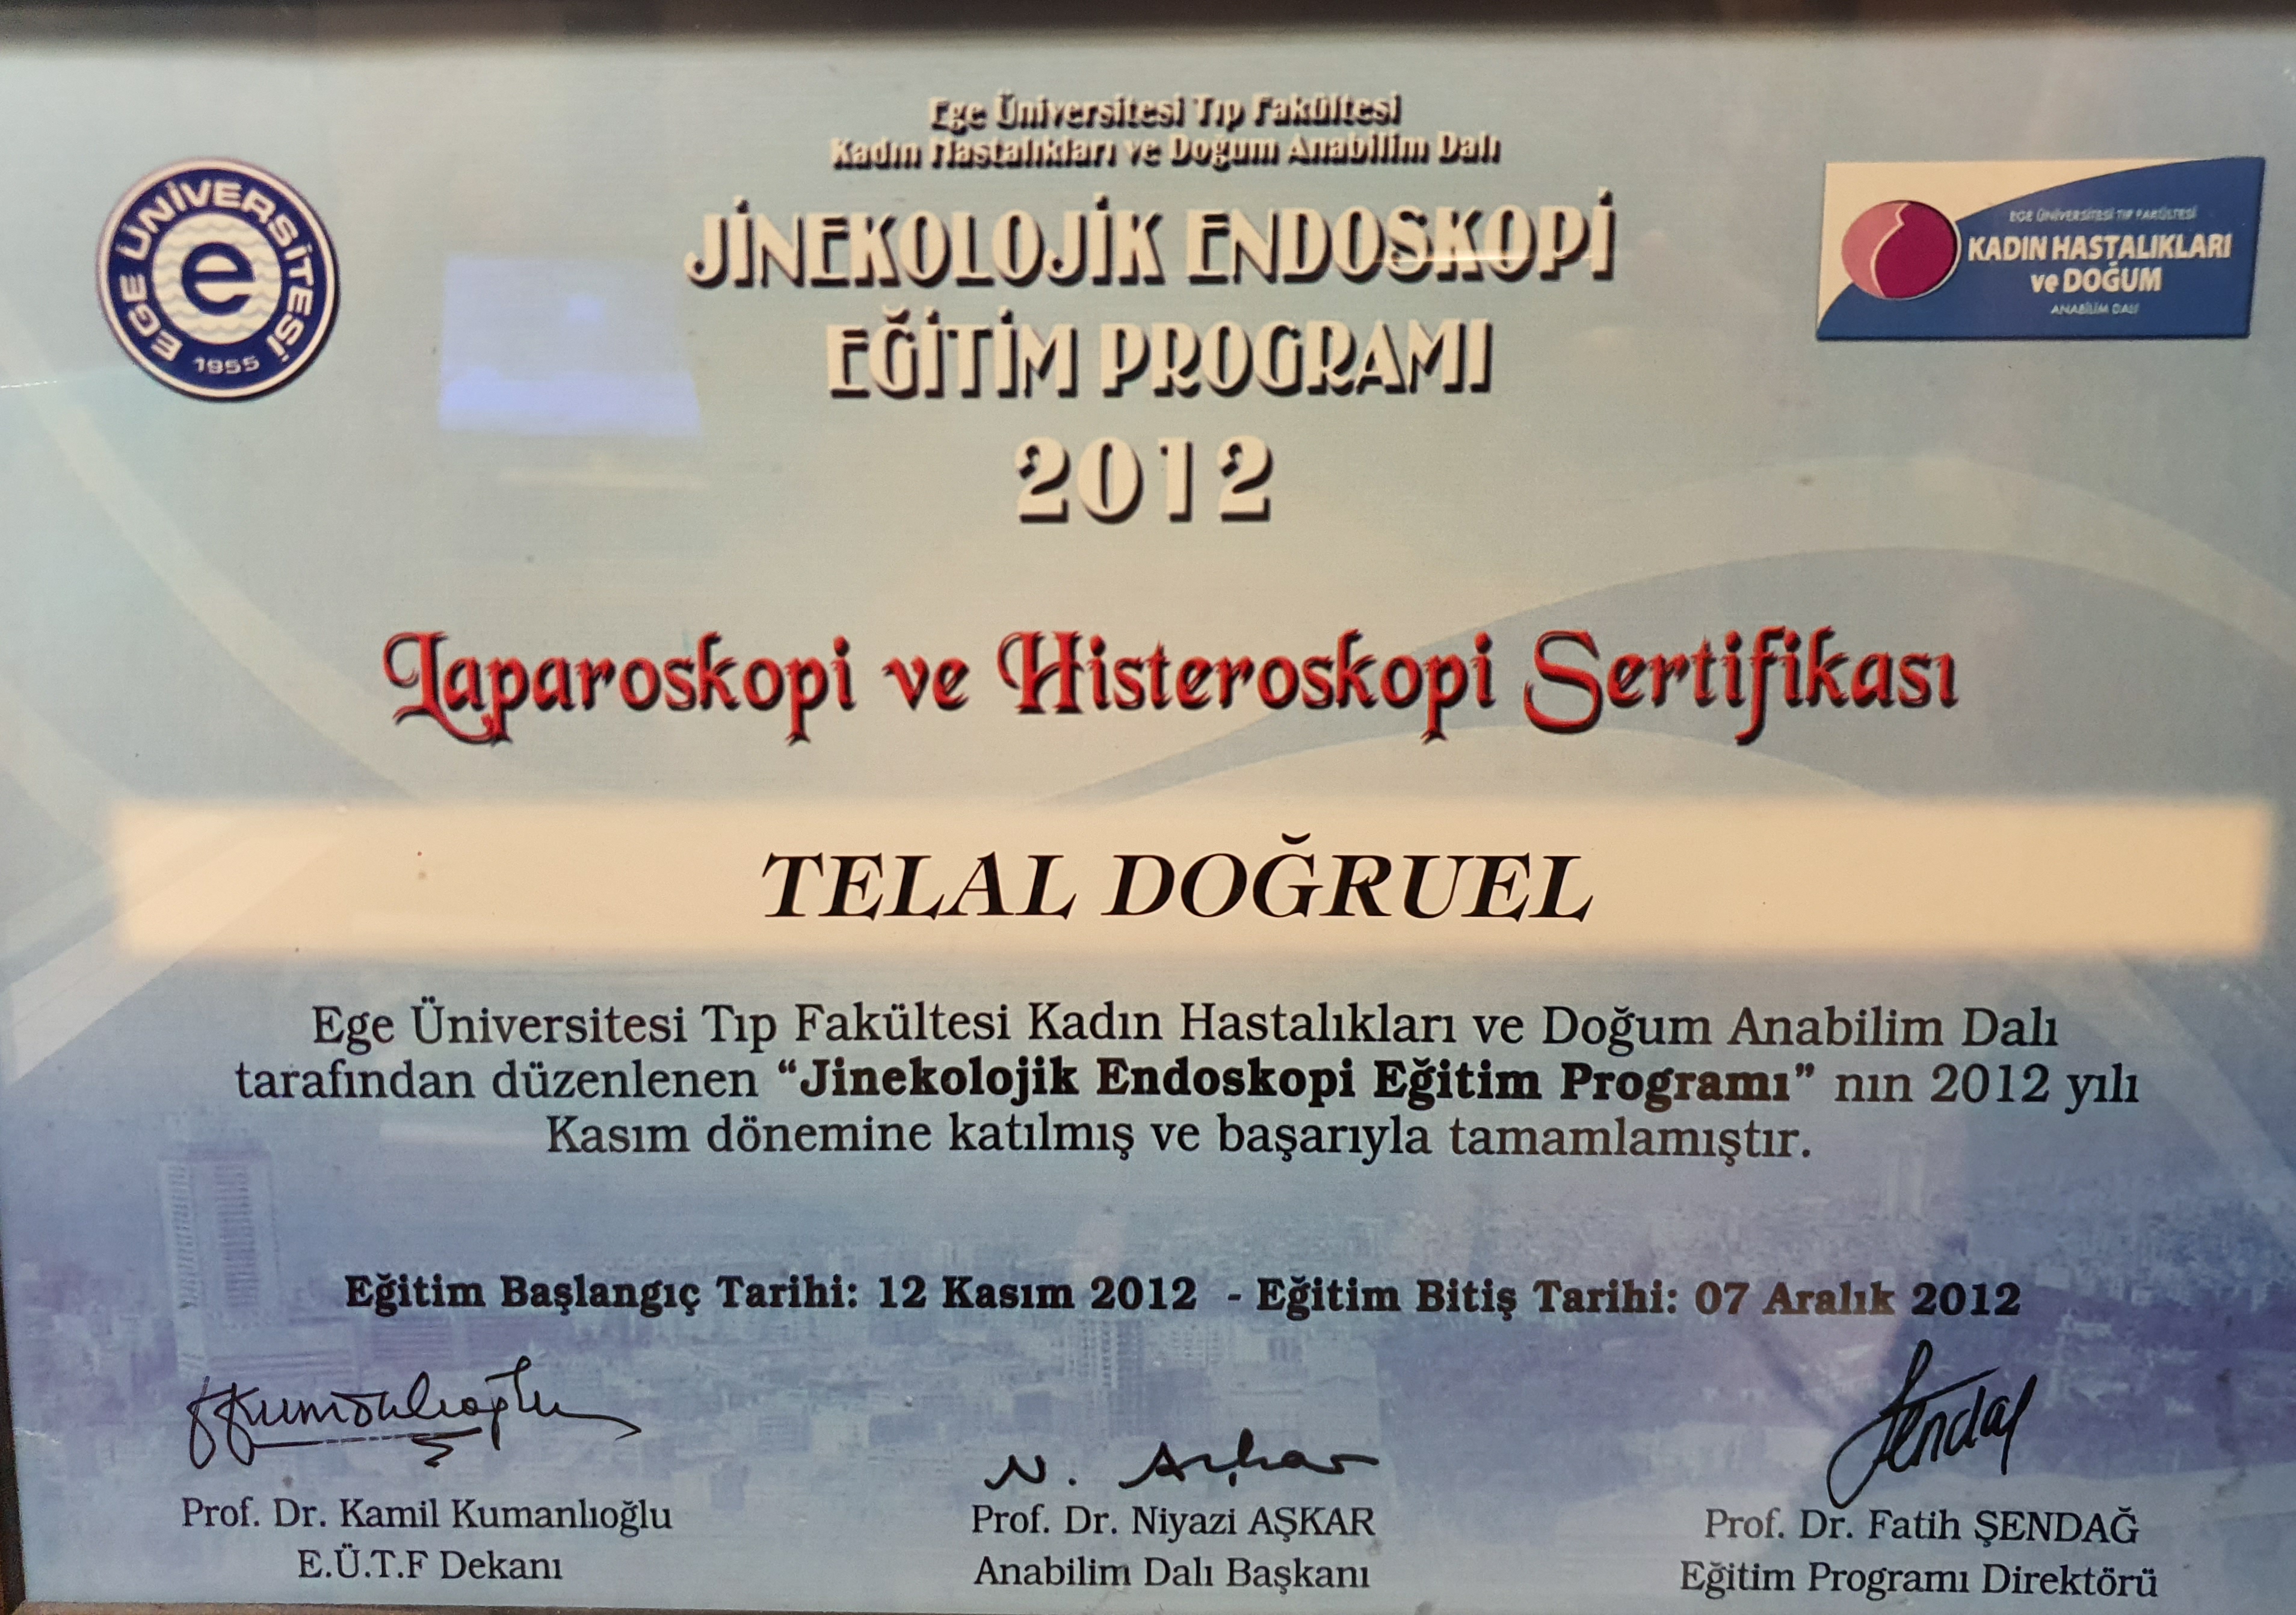 Ege Üniversitesi Tıp Fakültesi
Kadın Hastalıkları ve Doğum Anabilim Dalı
EGE ÜNİVERSİTESİ
e
1955
JİNEKOLOJİK ENDOSKOPİ
EĞİTİM PROGRAMI
2012
EGE ÜNİVERSİTESİ TIP FAKÜLTESİ
KADIN HASTALIKLARI
ve DOĞUM
ANABİLİM DALI
Laparoskopi ve Histeroskopi Sertifikası
TELAL DOĞRUEL
Ege Üniversitesi Tıp Fakültesi Kadın Hastalıkları ve Doğum Anabilim Dalı
tarafından düzenlenen “Jinekolojik Endoskopi Eğitim Programı” nın 2012 yılı
Kasım dönemine katılmış ve başarıyla tamamlamıştır.
Eğitim Başlangıç Tarihi: 12 Kasım 2012 - Eğitim Bitiş Tarihi: 07 Aralık 2012
KKumanlıoğlu
N. Aşkar
Şendağ
Prof. Dr. Kamil Kumanlıoğlu
E.Ü.T.F Dekanı
Prof. Dr. Niyazi AŞKAR
Anabilim Dalı Başkanı
Prof. Dr. Fatih ŞENDAĞ
Eğitim Programı Direktörü